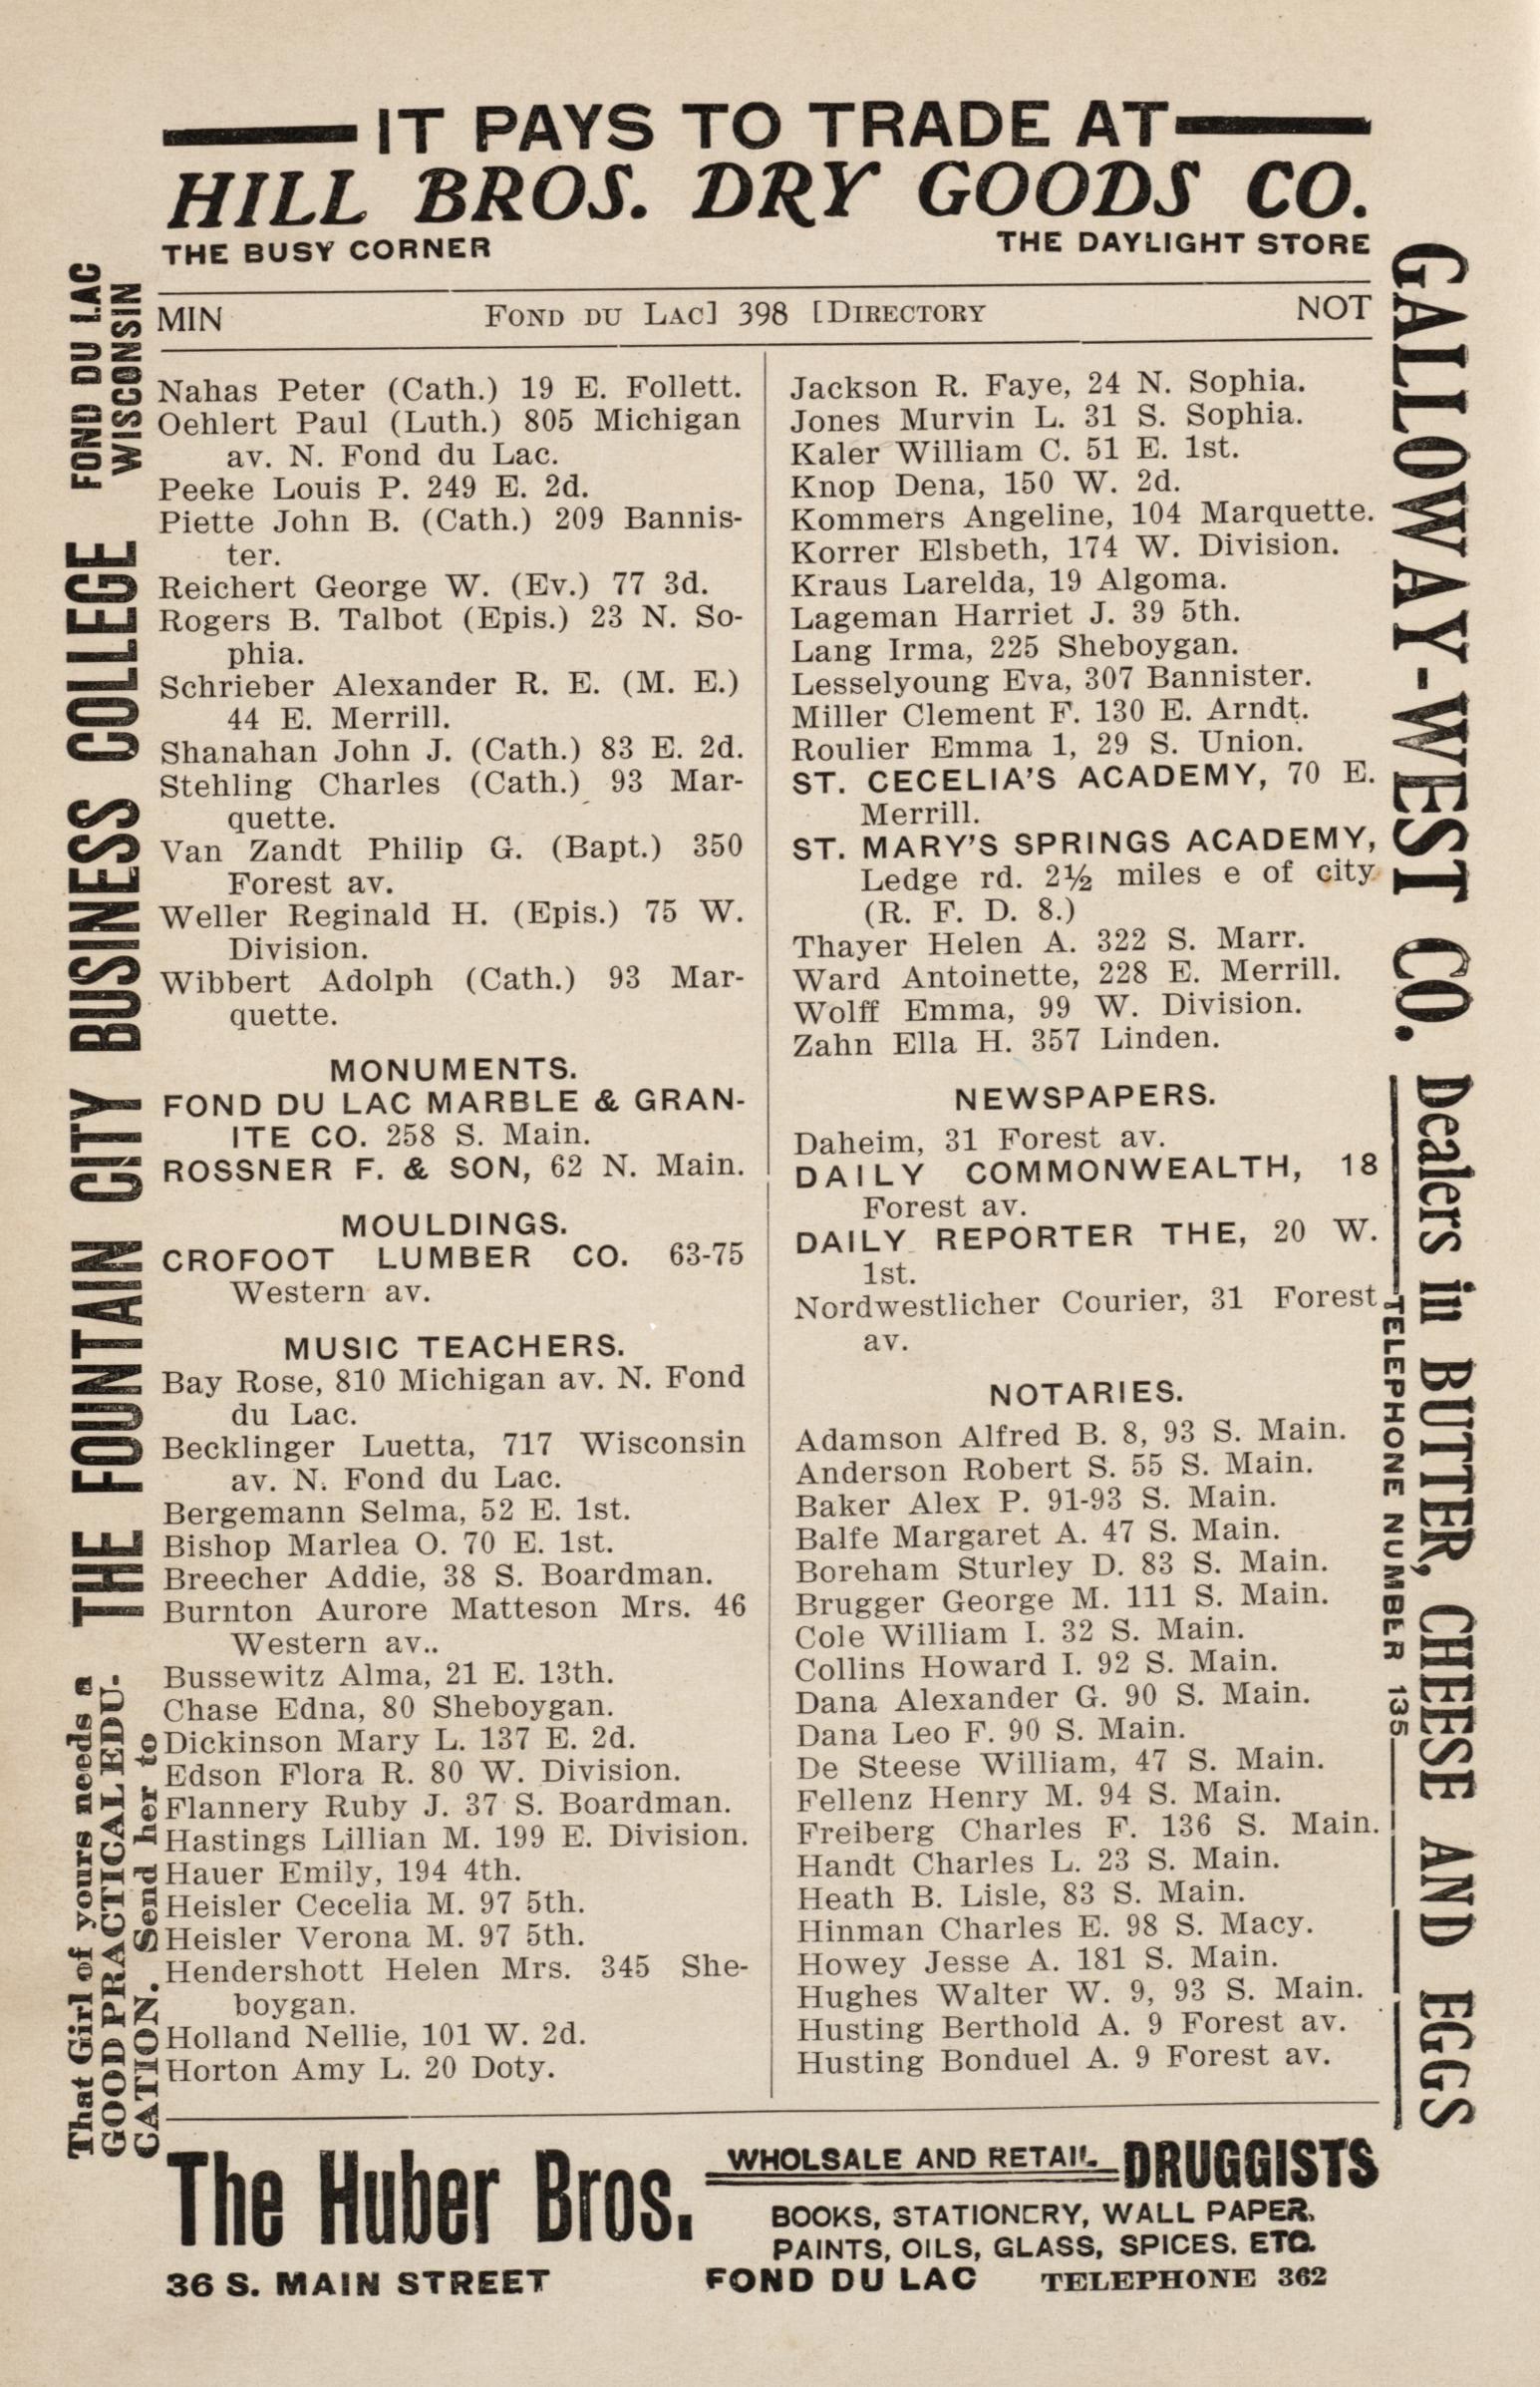 IT PAYS TO TRADE AT
HILL BROS. DRY GOODS CO.
THE BUSY CORNER THE DAYLIGHT STORE
MIN FOND DU LAC] 398 [DIRECTORY NOT
Nahas Peter (Cath.) 19 E. Follett.
Oehlert Paul (Luth.) 805 Michigan
av. N. Fond du Lac.
Peeke Louis P. 249 E. 2d.
Piette John B. (Cath.) 209 Bannis-
ter.
Reichert George W. (Ev.) 77 3d.
Rogers B. Talbot (Epis.) 23 N. So-
phia.
Schrieber Alexander R. E. (M. E.)
44 E. Merrill.
Shanahan John J. (Cath.) 83 E. 2d.
Stehling Charles (Cath.) 93 Mar-
quette.
Van Zandt Philip G. (Bapt.) 350
Forest av.
Weller Reginald H. (Epis.) 75 W.
Division.
Wibbert Adolph (Cath.) 93 Mar-
quette.
MONUMENTS.
FOND DU LAC MARBLE & GRAN-
ITE CO. 258 S. Main.
ROSSNER F. & SON, 62 N. Main.
MOULDINGS.
CROFOOT LUMBER CO. 63-75
Western av.
MUSIC TEACHERS.
Bay Rose, 810 Michigan av. N. Fond
du Lac.
Becklinger Luetta, 717 Wisconsin
av. N. Fond du Lac.
Bergemann Selma, 52 E. 1st.
Bishop Marlea O. 70 E. 1st.
Breecher Addie, 38 S. Boardman.
Burnton Aurore Matteson Mrs. 46
Western av..
Bussewitz Alma, 21 E. 13th.
Chase Edna, 80 Sheboygan.
Dickinson Mary L. 137 E. 2d.
Edson Flora R. 80 W. Division.
Flannery Ruby J. 37 S. Boardman.
Hastings Lillian M. 199 E. Division.
Hauer Emily, 194 4th.
Heisler Cecelia M. 97 5th.
Heisler Verona M. 97 5th.
Hendershott Helen Mrs. 345 She-
boygan.
Holland Nellie, 101 W. 2d.
Horton Amy L. 20 Doty.
Jackson R. Faye, 24 N. Sophia.
Jones Murvin L. 31 S. Sophia.
Kaler William C. 51 E. 1st.
Knop Dena, 150 W. 2d.
Kommers Angeline, 104 Marquette.
Korrer Elsbeth, 174 W. Division.
Kraus Larelda, 19 Algoma.
Lageman Harriet J. 39 5th.
Lang Irma, 225 Sheboygan.
Lesselyoung Eva, 307 Bannister.
Miller Clement F. 130 E. Arndt.
Roulier Emma 1, 29 S. Union.
ST. CECELIA'S ACADEMY, 70 E.
Merrill.
ST. MARY'S SPRINGS ACADEMY,
Ledge rd. 2½ miles e of city
(R. F. D. 8.)
Thayer Helen A. 322 S. Marr.
Ward Antoinette, 228 E. Merrill.
Wolff Emma, 99 W. Division.
Zahn Ella H. 357 Linden.
NEWSPAPERS.
Daheim, 31 Forest av.
DAILY COMMONWEALTH, 18
Forest av.
DAILY REPORTER THE, 20 W.
1st.
Nordwestlicher Courier, 31 Forest
av.
NOTARIES.
Adamson Alfred B. 8, 93 S. Main.
Anderson Robert S. 55 S. Main.
Baker Alex P. 91-93 S. Main.
Balfe Margaret A. 47 S. Main.
Boreham Sturley D. 83 S. Main.
Brugger George M. 111 S. Main.
Cole William I. 32 S. Main.
Collins Howard I. 92 S. Main.
Dana Alexander G. 90 S. Main.
Dana Leo F. 90 S. Main.
De Steese William, 47 S. Main.
Fellenz Henry M. 94 S. Main.
Freiberg Charles F. 136 S. Main.
Handt Charles L. 23 S. Main.
Heath B. Lisle, 83 S. Main.
Hinman Charles E. 98 S. Macy.
Howey Jesse A. 181 S. Main.
Hughes Walter W. 9, 93 S. Main.
Husting Berthold A. 9 Forest av.
Husting Bonduel A. 9 Forest av.
That Girl of yours needs a
GOOD PRACTICAL EDU-
CATION. Send her to
THE FOUNTAIN CITY BUSINESS COLLEGE
FOND DU LAC
WISCONSIN
GALLOWAY-WEST CO. Dealers in BUTTER, CHEESE AND EGGS
TELEPHONE NUMBER 135
The Huber Bros. WHOLSALE AND RETAIL DRUGGISTS
BOOKS, STATIONERY, WALL PAPER,
PAINTS, OILS, GLASS, SPICES. ETC.
36 S. MAIN STREET FOND DU LAC TELEPHONE 362